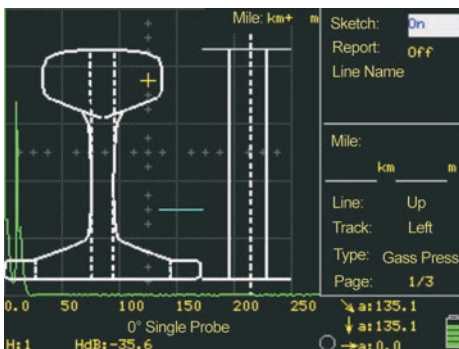 Mile: km+ m
Sketch: On
Report: Off
Line Name
Mile:
km m
Line: Up
Track: Left
Type: Gass Press
Page: 1/3
0.0 50 100 150 200 250
a:135.1
0° Single Probe
a:135.1
H:1 HdB:-35.6
a:0.0